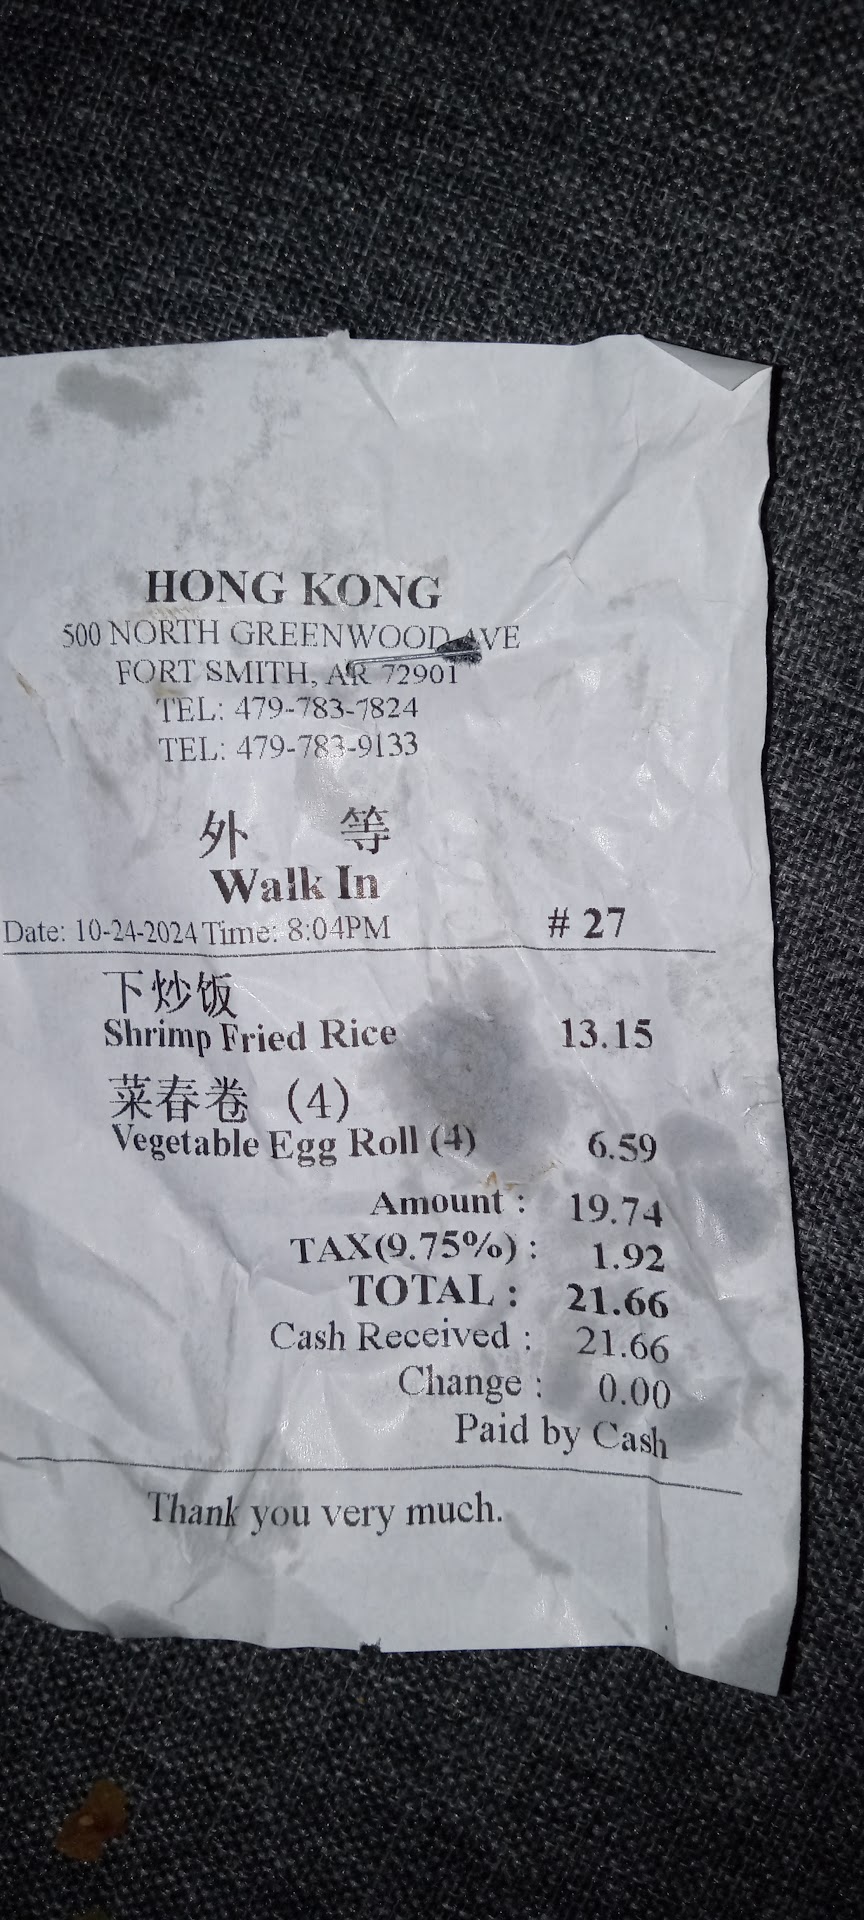 HONG KONG
500 NORTH GREENWOOD AVE
FORT SMITH, AR 72901
TEL: 479-783-7824
TEL: 479-783-9133
外 等
Walk In
Date: 10-24-2024 Time: 8:04PM # 27
下炒饭
Shrimp Fried Rice 13.15
菜春卷 (4)
Vegetable Egg Roll (4) 6.59
Amount : 19.74
TAX(9.75%) : 1.92
TOTAL : 21.66
Cash Received : 21.66
Change : 0.00
Paid by Cash
Thank you very much.